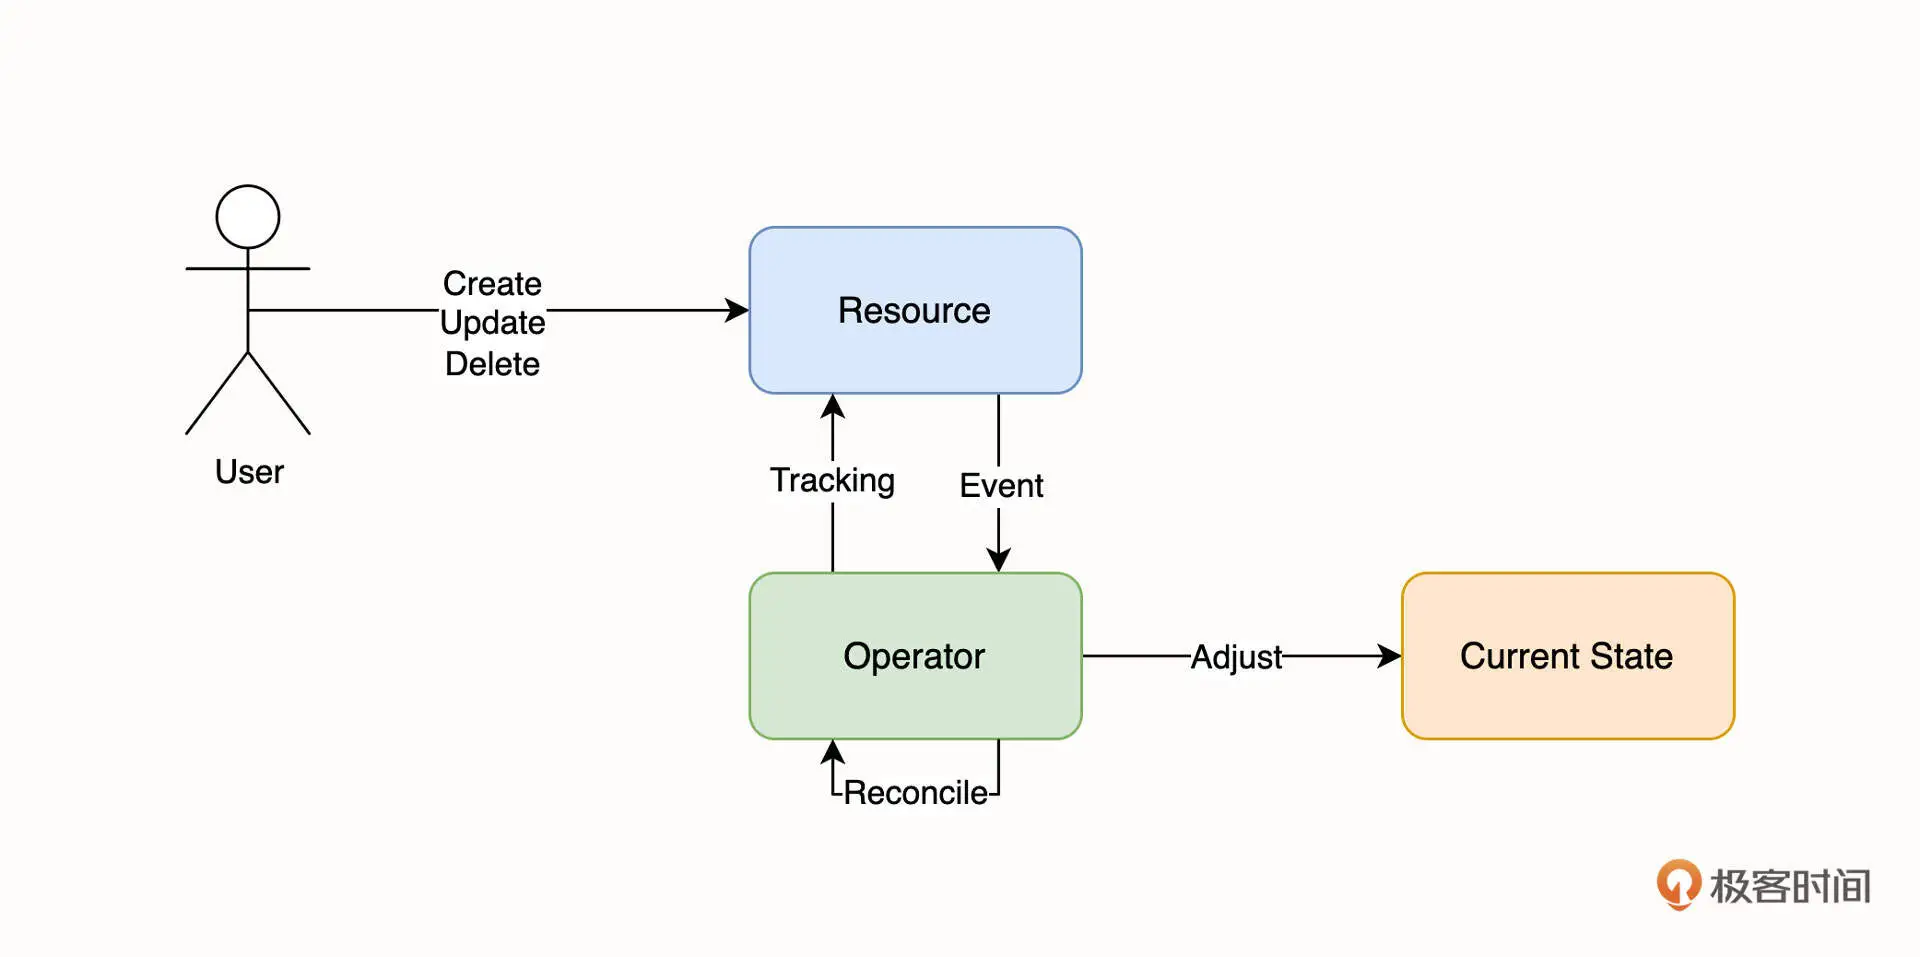 Create
Update
Delete
User
Resource
Tracking
Event
Operator
Adjust
Current State
Reconcile
极客时间